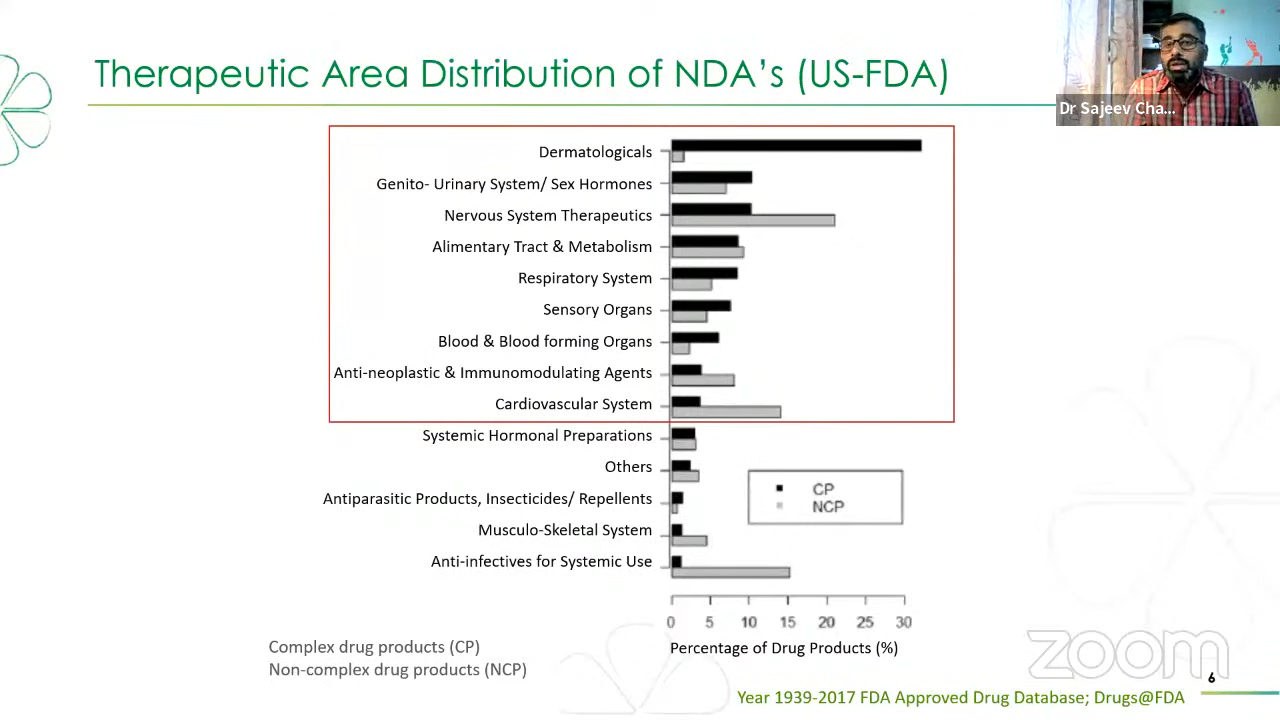 Therapeutic Area Distribution of NDA's (US-FDA)
Dr Sajeev Cha...
Dermatologicals
Genito- Urinary System/ Sex Hormones
Nervous System Therapeutics
Alimentary Tract & Metabolism
Respiratory System
Sensory Organs
Blood & Blood forming Organs
Anti-neoplastic & Immunomodulating Agents
Cardiovascular System
Systemic Hormonal Preparations
Others
Antiparasitic Products, Insecticides/ Repellents
Musculo-Skeletal System
Anti-infectives for Systemic Use
CP
NCP
0 5 10 15 20 25 30
Percentage of Drug Products (%)
Complex drug products (CP)
Non-complex drug products (NCP)
zoom
6
Year 1939-2017 FDA Approved Drug Database; Drugs@FDA